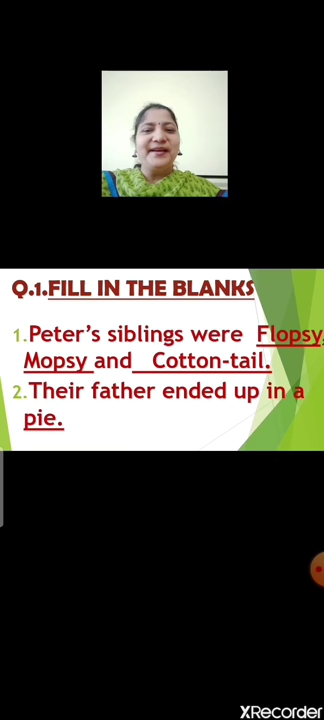 Q.1.FILL IN THE BLANKS
1.Peter's siblings were Flopsy,
Mopsy and Cotton-tail.
2.Their father ended up in a
pie.
XRecorder